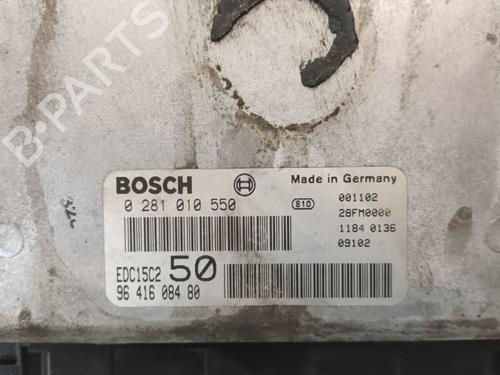 B-PARTS
5
BOSCH
Made in Germany
0 281 010 550
810
001102
28FM0000
1184 0136
09102
EDC15C2 50
96 416 084 80